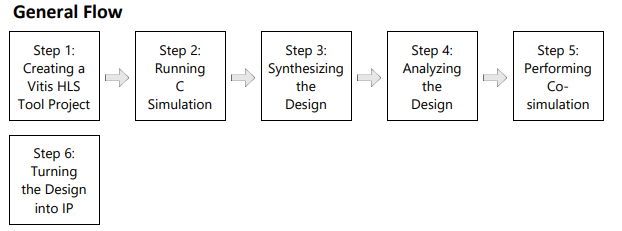 General Flow
Step 1:
Creating a
Vitis HLS
Tool Project
Step 2:
Running
C
Simulation
Step 3:
Synthesizing
the
Design
Step 4:
Analyzing
the
Design
Step 5:
Performing
Co-
simulation
Step 6:
Turning
the Design
into IP